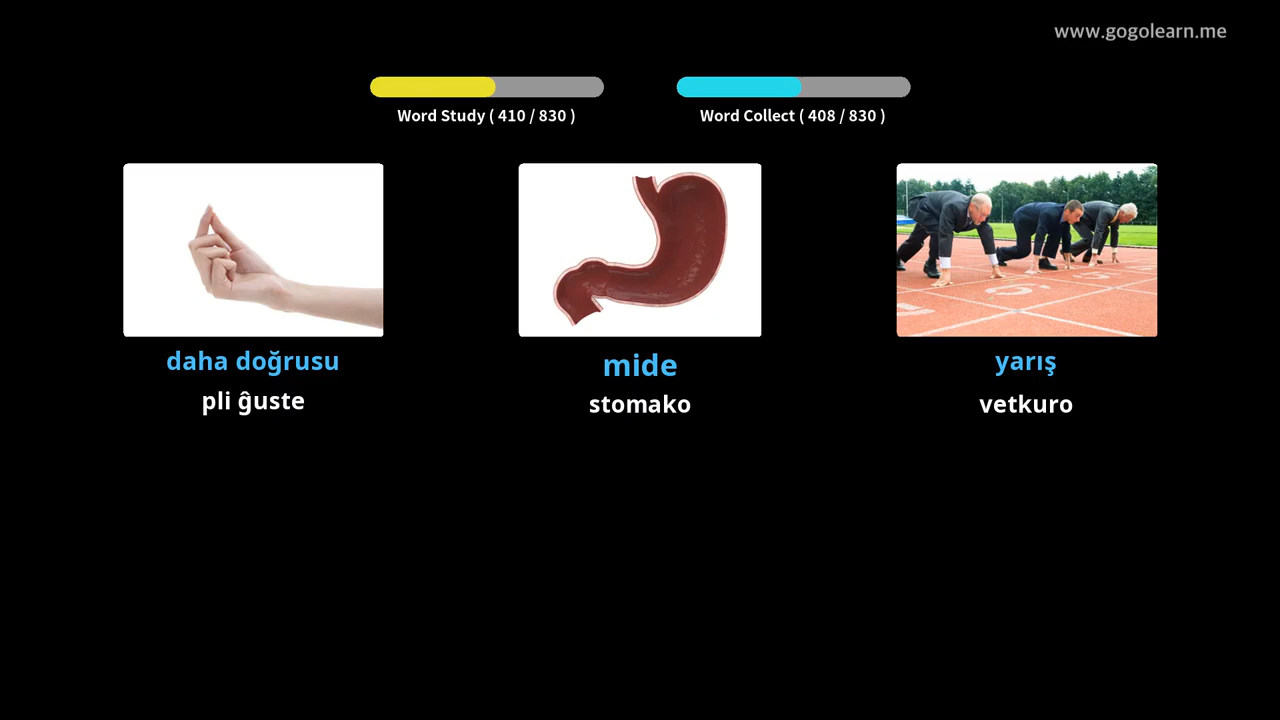 www.gogolearn.me
Word Study ( 410 / 830 )
Word Collect ( 408 / 830 )
daha doğrusu
pli ĝuste
mide
stomako
yarış
vetkuro